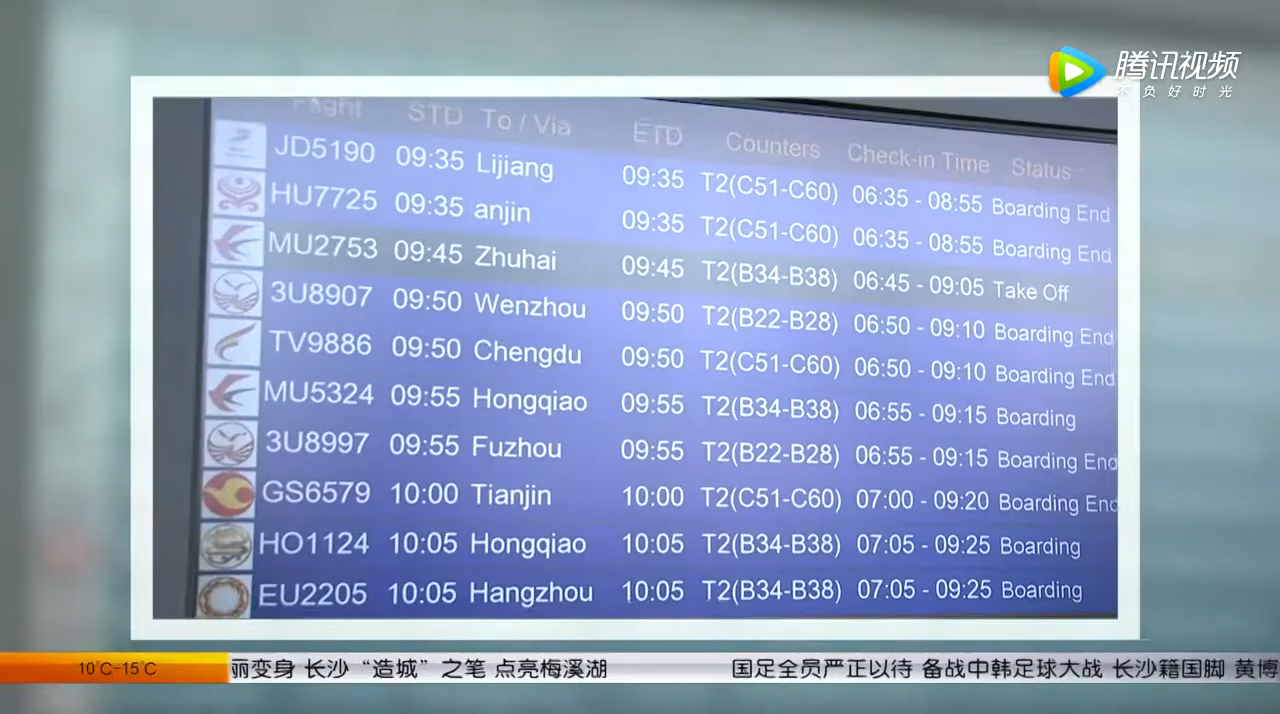 腾讯视频
不负好时光
Flight STD To / Via ETD Counters Check-in Time Status
JD5190 09:35 Lijiang 09:35 T2(C51-C60) 06:35 - 08:55 Boarding End
HU7725 09:35 anjin 09:35 T2(C51-C60) 06:35 - 08:55 Boarding End
MU2753 09:45 Zhuhai 09:45 T2(B34-B38) 06:45 - 09:05 Take Off
3U8907 09:50 Wenzhou 09:50 T2(B22-B28) 06:50 - 09:10 Boarding End
TV9886 09:50 Chengdu 09:50 T2(C51-C60) 06:50 - 09:10 Boarding End
MU5324 09:55 Hongqiao 09:55 T2(B34-B38) 06:55 - 09:15 Boarding
3U8997 09:55 Fuzhou 09:55 T2(B22-B28) 06:55 - 09:15 Boarding End
GS6579 10:00 Tianjin 10:00 T2(C51-C60) 07:00 - 09:20 Boarding End
HO1124 10:05 Hongqiao 10:05 T2(B34-B38) 07:05 - 09:25 Boarding
EU2205 10:05 Hangzhou 10:05 T2(B34-B38) 07:05 - 09:25 Boarding
10℃-15℃ 丽变身 长沙“造城”之笔 点亮梅溪湖 国足全员严正以待 备战中韩足球大战 长沙籍国脚 黄博